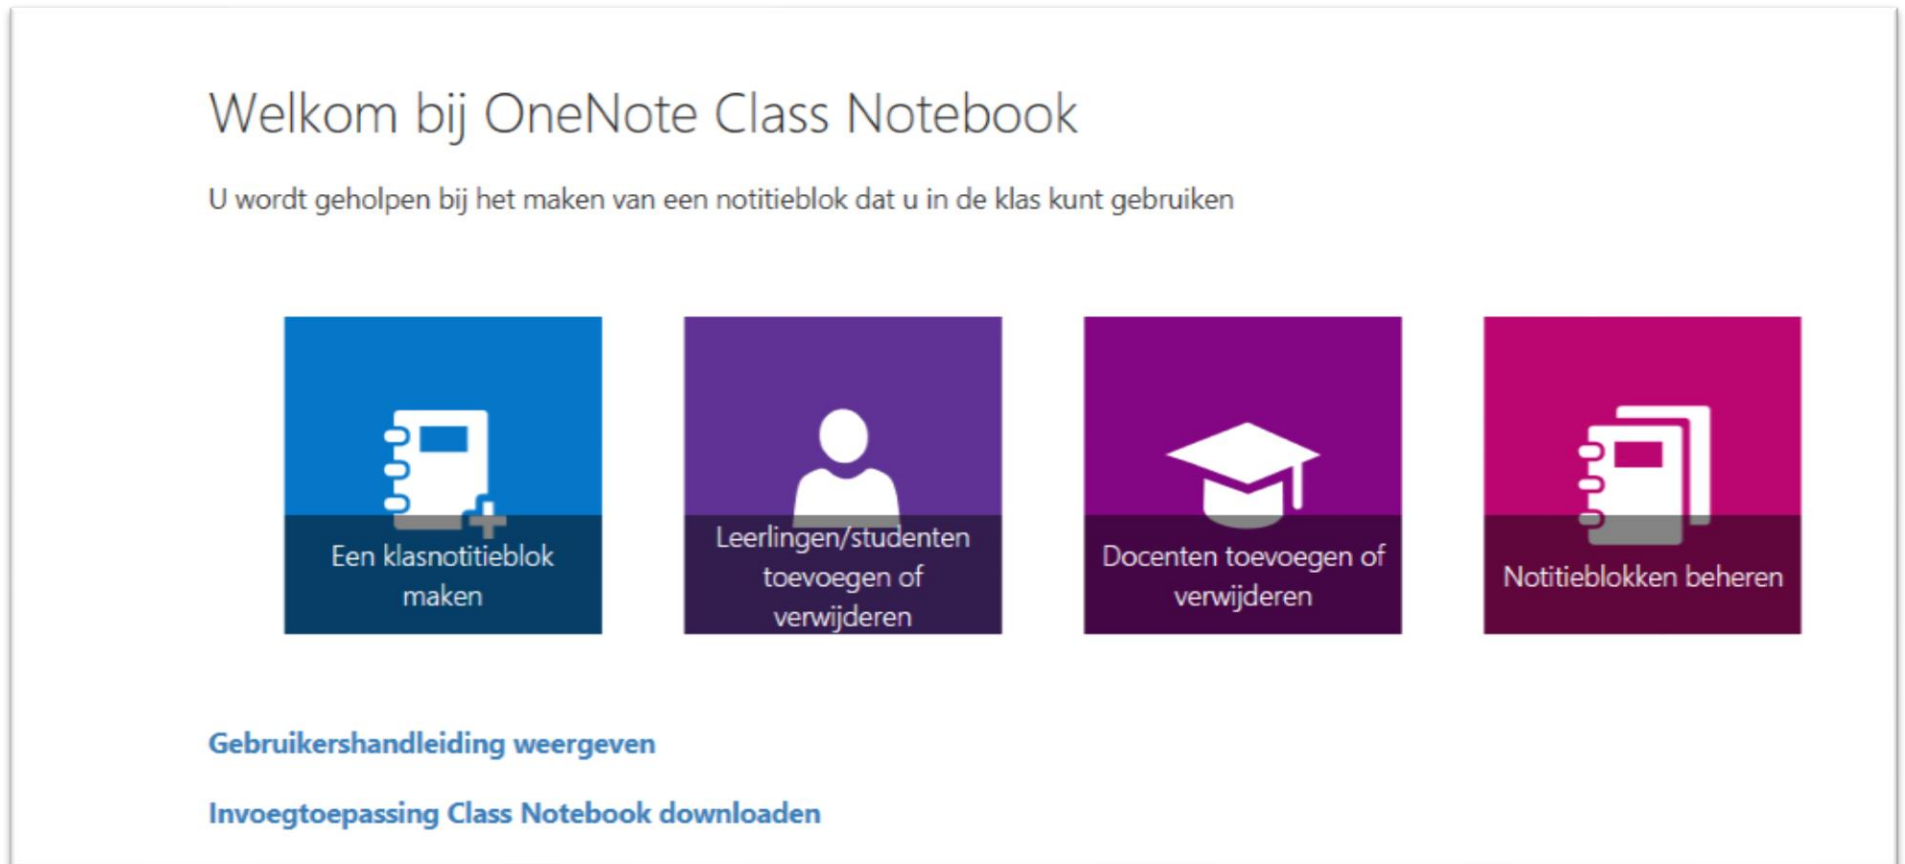 Welkom bij OneNote Class Notebook
U wordt geholpen bij het maken van een notitieblok dat u in de klas kunt gebruiken
Een klasnotitieblok
maken
Leerlingen/studenten
toevoegen of
verwijderen
Docenten toevoegen of
verwijderen
Notitieblokken beheren
Gebruikershandleiding weergeven
Invoegtoepassing Class Notebook downloaden